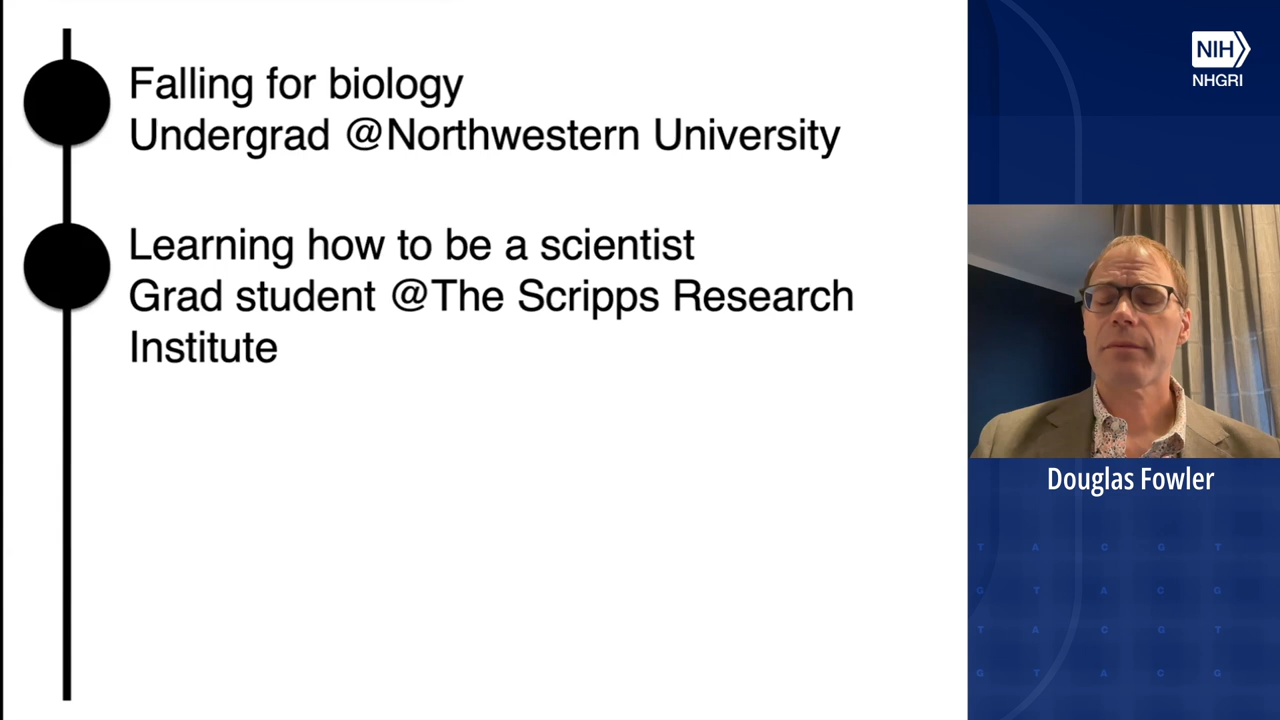 Falling for biology
Undergrad @Northwestern University
Learning how to be a scientist
Grad student @The Scripps Research
Institute
NIH
NHGRI
Douglas Fowler
T A C G T
G T A C G
T A C G T
G T A C G